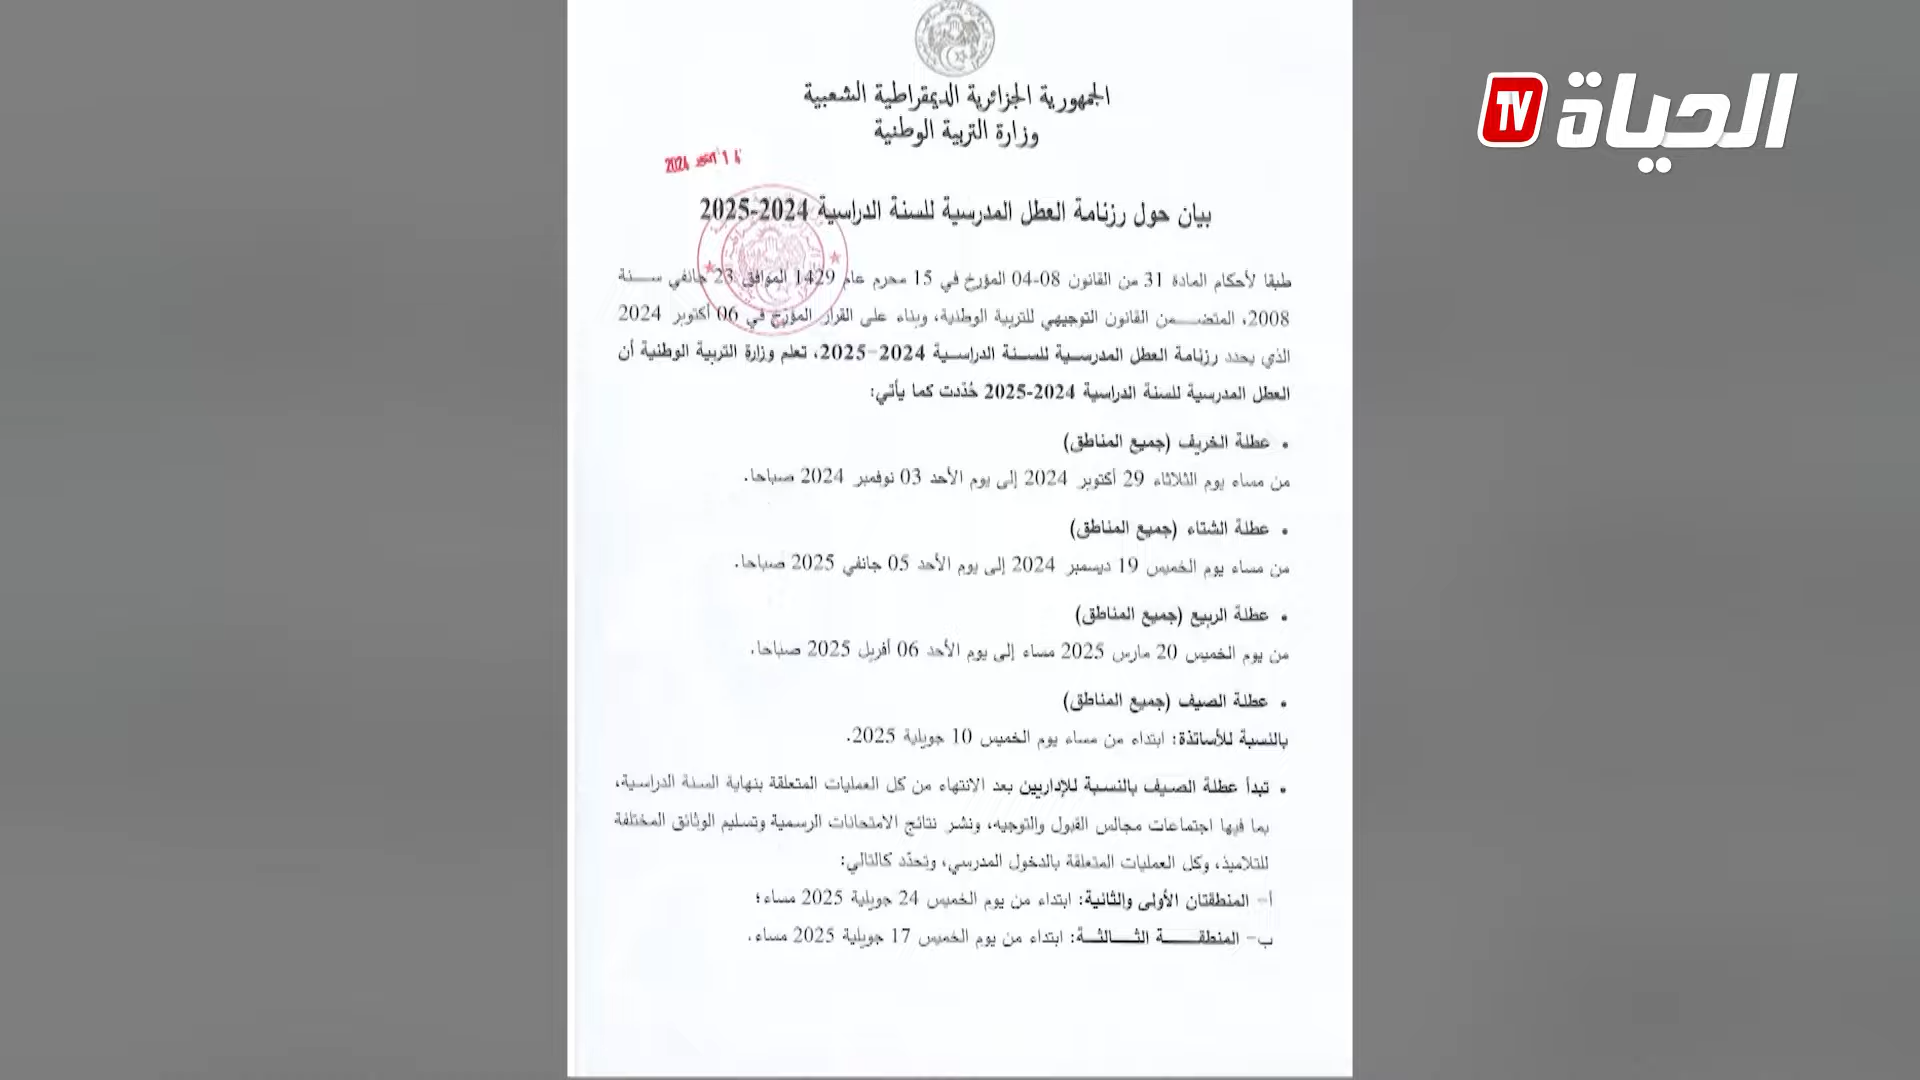 الحياة TV
الجمهورية الجزائرية الديمقراطية الشعبية
وزارة التربية الوطنية
14 أكتوبر 2024
بيان حول رزنامة العطل المدرسية للسنة الدراسية 2024-2025
طبقا لأحكام المادة 31 من القانون 08-04 المؤرخ في 15 محرم عام 1429 الموافق 23 جانفي سنة
2008، المتضمن القانون التوجيهي للتربية الوطنية، وبناء على القرار المؤرخ في 06 أكتوبر 2024
الذي يحدد رزنامة العطل المدرسية للسنة الدراسية 2024-2025، تعلم وزارة التربية الوطنية أن
العطل المدرسية للسنة الدراسية 2024-2025 حُدّدت كما يأتي:
• عطلة الخريف (جميع المناطق)
من مساء يوم الثلاثاء 29 أكتوبر 2024 إلى يوم الأحد 03 نوفمبر 2024 صباحا.
• عطلة الشتاء (جميع المناطق)
من مساء يوم الخميس 19 ديسمبر 2024 إلى يوم الأحد 05 جانفي 2025 صباحا.
• عطلة الربيع (جميع المناطق)
من يوم الخميس 20 مارس 2025 مساء إلى يوم الأحد 06 أفريل 2025 صباحا.
• عطلة الصيف (جميع المناطق)
بالنسبة للأساتذة: ابتداء من مساء يوم الخميس 10 جويلية 2025.
• تبدأ عطلة الصيف بالنسبة للإداريين بعد الانتهاء من كل العمليات المتعلقة بنهاية السنة الدراسية،
بما فيها اجتماعات مجالس القبول والتوجيه، ونشر نتائج الامتحانات الرسمية وتسليم الوثائق المختلفة
للتلاميذ، وكل العمليات المتعلقة بالدخول المدرسي، وتحدّد كالتالي:
أ- المنطقتان الأولى والثانية: ابتداء من يوم الخميس 24 جويلية 2025 مساء؛
ب- المنطقة الثالثة: ابتداء من يوم الخميس 17 جويلية 2025 مساء.